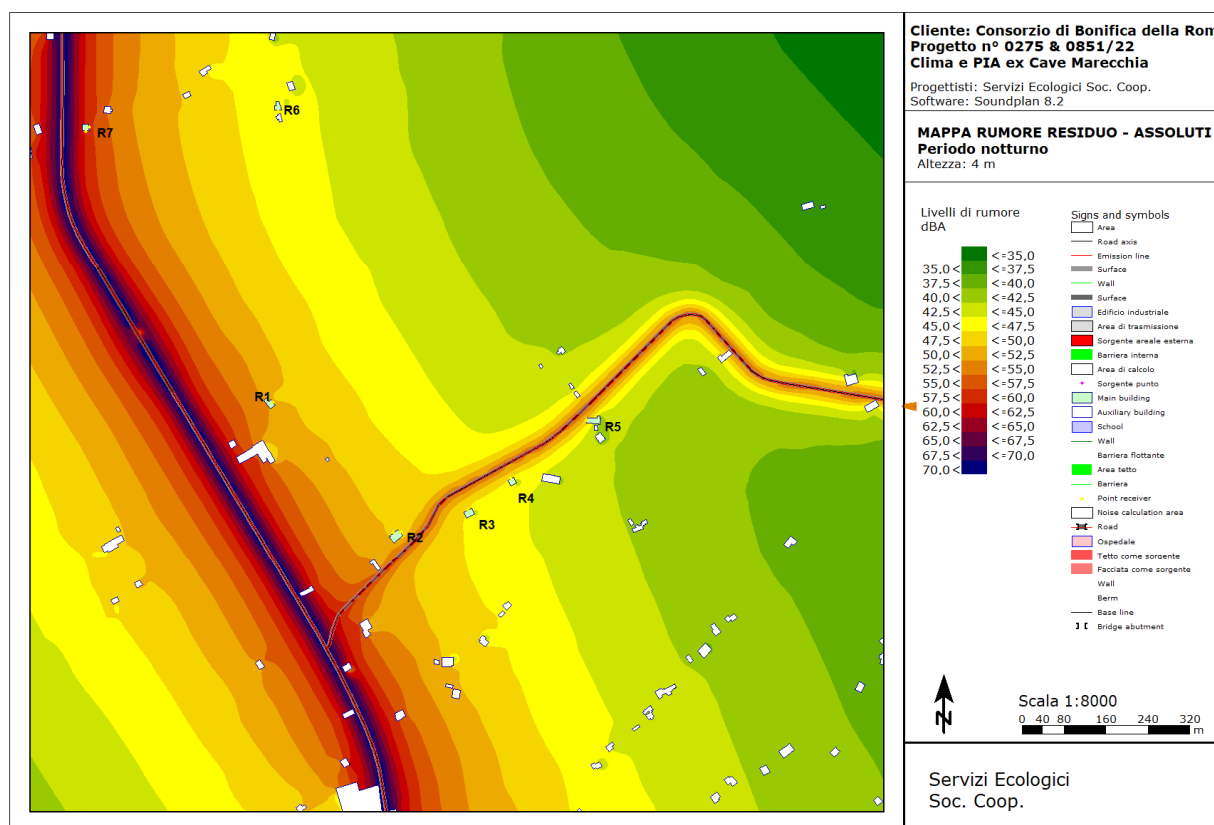 Cliente: Consorzio di Bonifica della Rom
Progetto n° 0275 & 0851/22
Clima e PIA ex Cave Marecchia
Progettisti: Servizi Ecologici Soc. Coop.
Software: Soundplan 8.2
MAPPA RUMORE RESIDUO - ASSOLUTI
Periodo notturno
Altezza: 4 m
Livelli di rumore
dBA
<=35,0
35,0< <=37,5
37,5< <=40,0
40,0< <=42,5
42,5< <=45,0
45,0< <=47,5
47,5< <=50,0
50,0< <=52,5
52,5< <=55,0
55,0< <=57,5
57,5< <=60,0
60,0< <=62,5
62,5< <=65,0
65,0< <=67,5
67,5< <=70,0
70,0<
Signs and symbols
Area
Road axis
Emission line
Surface
Wall
Surface
Edificio industriale
Area di trasmissione
Sorgente areale esterna
Barriera interna
Area di calcolo
Sorgente punto
Main building
Auxiliary building
School
Wall
Barriera flottante
Area tetto
Barriera
Point receiver
Noise calculation area
Road
Ospedale
Tetto come sorgente
Facciata come sorgente
Wall
Berm
Base line
Bridge abutment
N
Scala 1:8000
0 40 80 160 240 320
m
Servizi Ecologici
Soc. Coop.
R6
R7
R1
R5
R4
R3
R2